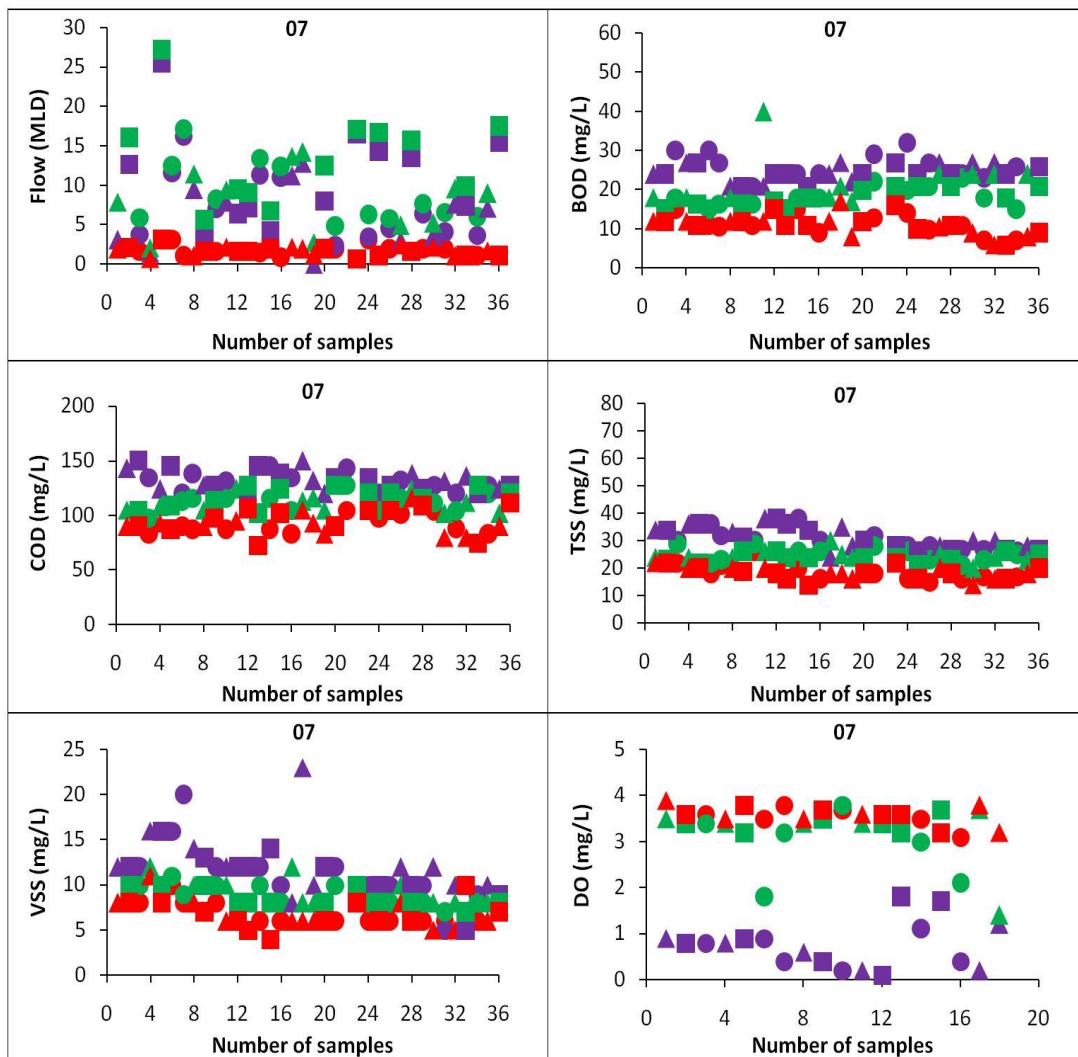 07
Flow (MLD)
30
25
20
15
10
5
0
0 4 8 12 16 20 24 28 32 36
Number of samples
07
BOD (mg/L)
60
50
40
30
20
10
0
0 4 8 12 16 20 24 28 32 36
Number of samples
07
COD (mg/L)
200
150
100
50
0
0 4 8 12 16 20 24 28 32 36
Number of samples
07
TSS (mg/L)
80
70
60
50
40
30
20
10
0
0 4 8 12 16 20 24 28 32 36
Number of samples
07
VSS (mg/L)
25
20
15
10
5
0
0 4 8 12 16 20 24 28 32 36
Number of samples
07
DO (mg/L)
5
4
3
2
1
0
0 4 8 12 16 20
Number of samples